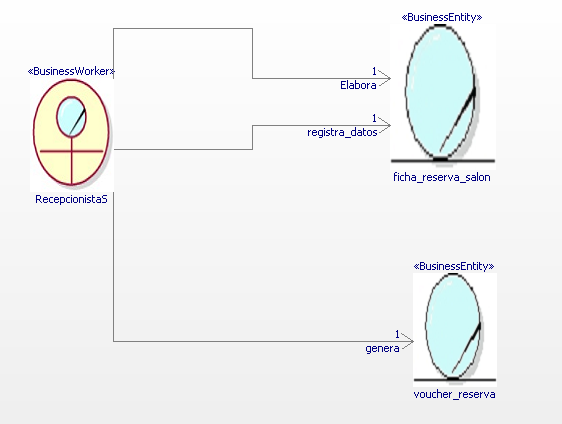 «BusinessEntity»
«BusinessWorker»
1
Elabora
1
registra_datos
ficha_reserva_salon
RecepcionistaS
«BusinessEntity»
1
genera
voucher_reserva